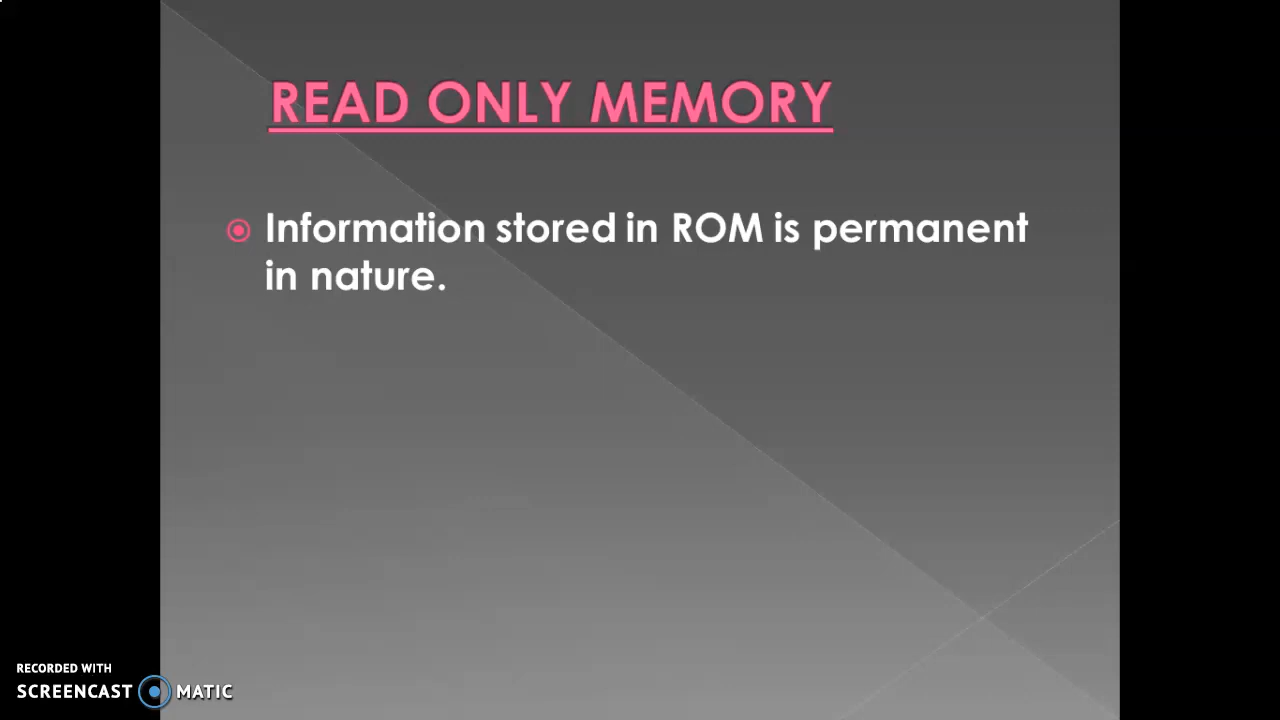 READ ONLY MEMORY
Information stored in ROM is permanent
in nature.
RECORDED WITH
SCREENCAST MATIC